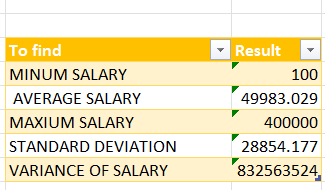 To find Result
MINUM SALARY 100
AVERAGE SALARY 49983.029
MAXIUM SALARY 400000
STANDARD DEVIATION 28854.177
VARIANCE OF SALARY 832563524